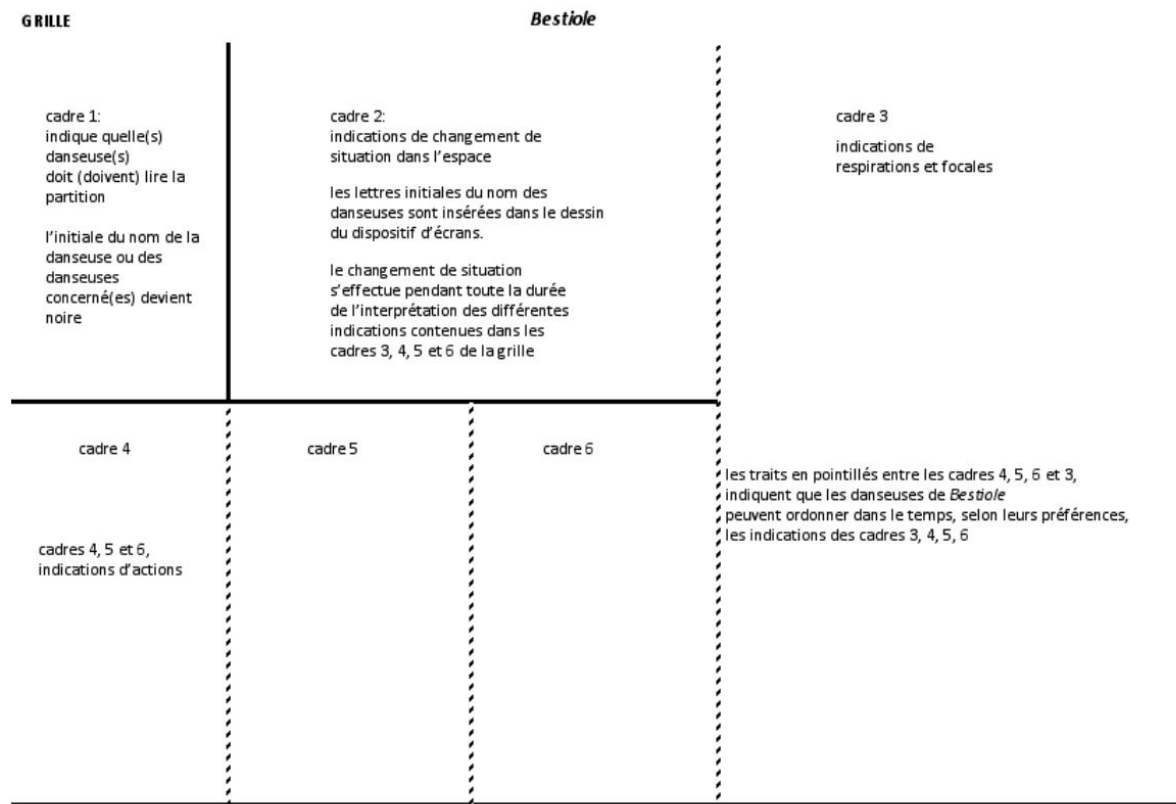 GRILLE
Bestiole
cadre 1:
indique quelle(s)
danseuse(s)
doit (doivent) lire la
partition
l'initiale du nom de la
danseuse ou des
danseuses
concerné(es) devient
noire
cadre 2:
indications de changement de
situation dans l'espace
les lettres initiales du nom des
danseuses sont insérées dans le dessin
du dispositif d'écrans.
le changement de situation
s'effectue pendant toute la durée
de l'interprétation des différentes
indications contenues dans les
cadres 3, 4, 5 et 6 de la grille
cadre 3
indications de
respirations et focales
cadre 4
cadres 4, 5 et 6,
indications d'actions
cadre 5
cadre 6
les traits en pointillés entre les cadres 4, 5, 6 et 3,
indiquent que les danseuses de Bestiole
peuvent ordonner dans le temps, selon leurs préférences,
les indications des cadres 3, 4, 5, 6